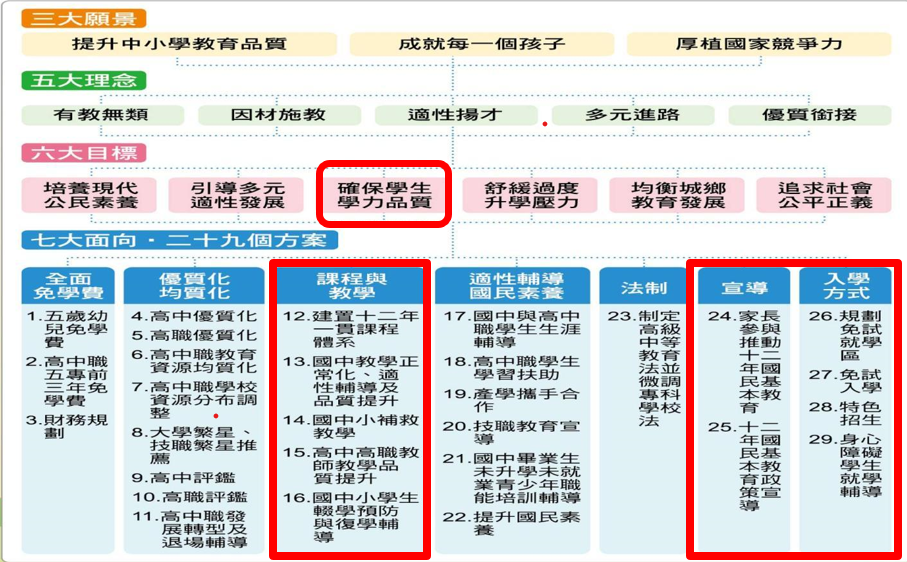 三大願景
提升中小學教育品質
成就每一個孩子
厚植國家競爭力
五大理念
有教無類
因材施教
適性揚才
多元進路
優質銜接
六大目標
培養現代
公民素養
引導多元
適性發展
確保學生
學力品質
舒緩過度
升學壓力
均衡城鄉
教育發展
追求社會
公平正義
七大面向・二十九個方案
全面
免學費
1.五歲幼
兒免學
費
2.高中職
五專前
三年免
學費
3.財務規
劃
優質化
均質化
4.高中優質化
5.高職優質化
6.高中職教育
資源均質化
7.高中職學校
資源分布調
整
8.大學繁星、
技職繁星推
薦
9.高中評鑑
10.高職評鑑
11.高中職發
展轉型及
退場輔導
課程與
教學
12.建置十二年
一貫課程
體系
13.國中教學正
常化、適
性輔導及
品質提升
14.國中小補救
教學
15.高中高職教
師教學品
質提升
16.國中小學生
輟學預防
與復學輔
導
適性輔導
國民素養
17.國中與高中
職學生生涯
輔導
18.高中職學生
學習扶助
19.產學攜手合
作
20.技職教育宣
導
21.國中畢業生
未升學未就
業青少年職
能培訓輔導
22.提升國民素
養
法制
23.制定
高級
中等
教育
法並
微調
專科
學校
法
宣導
24.家長
參與
推動
十二
年國
民基
本教
育
25.十二
年國
民基
本教
育政
策宣
導
入學
方式
26.規劃
免試
就學
區
27.免試
入學
28.特色
招生
29.身心
障礙
學生
就學
輔導